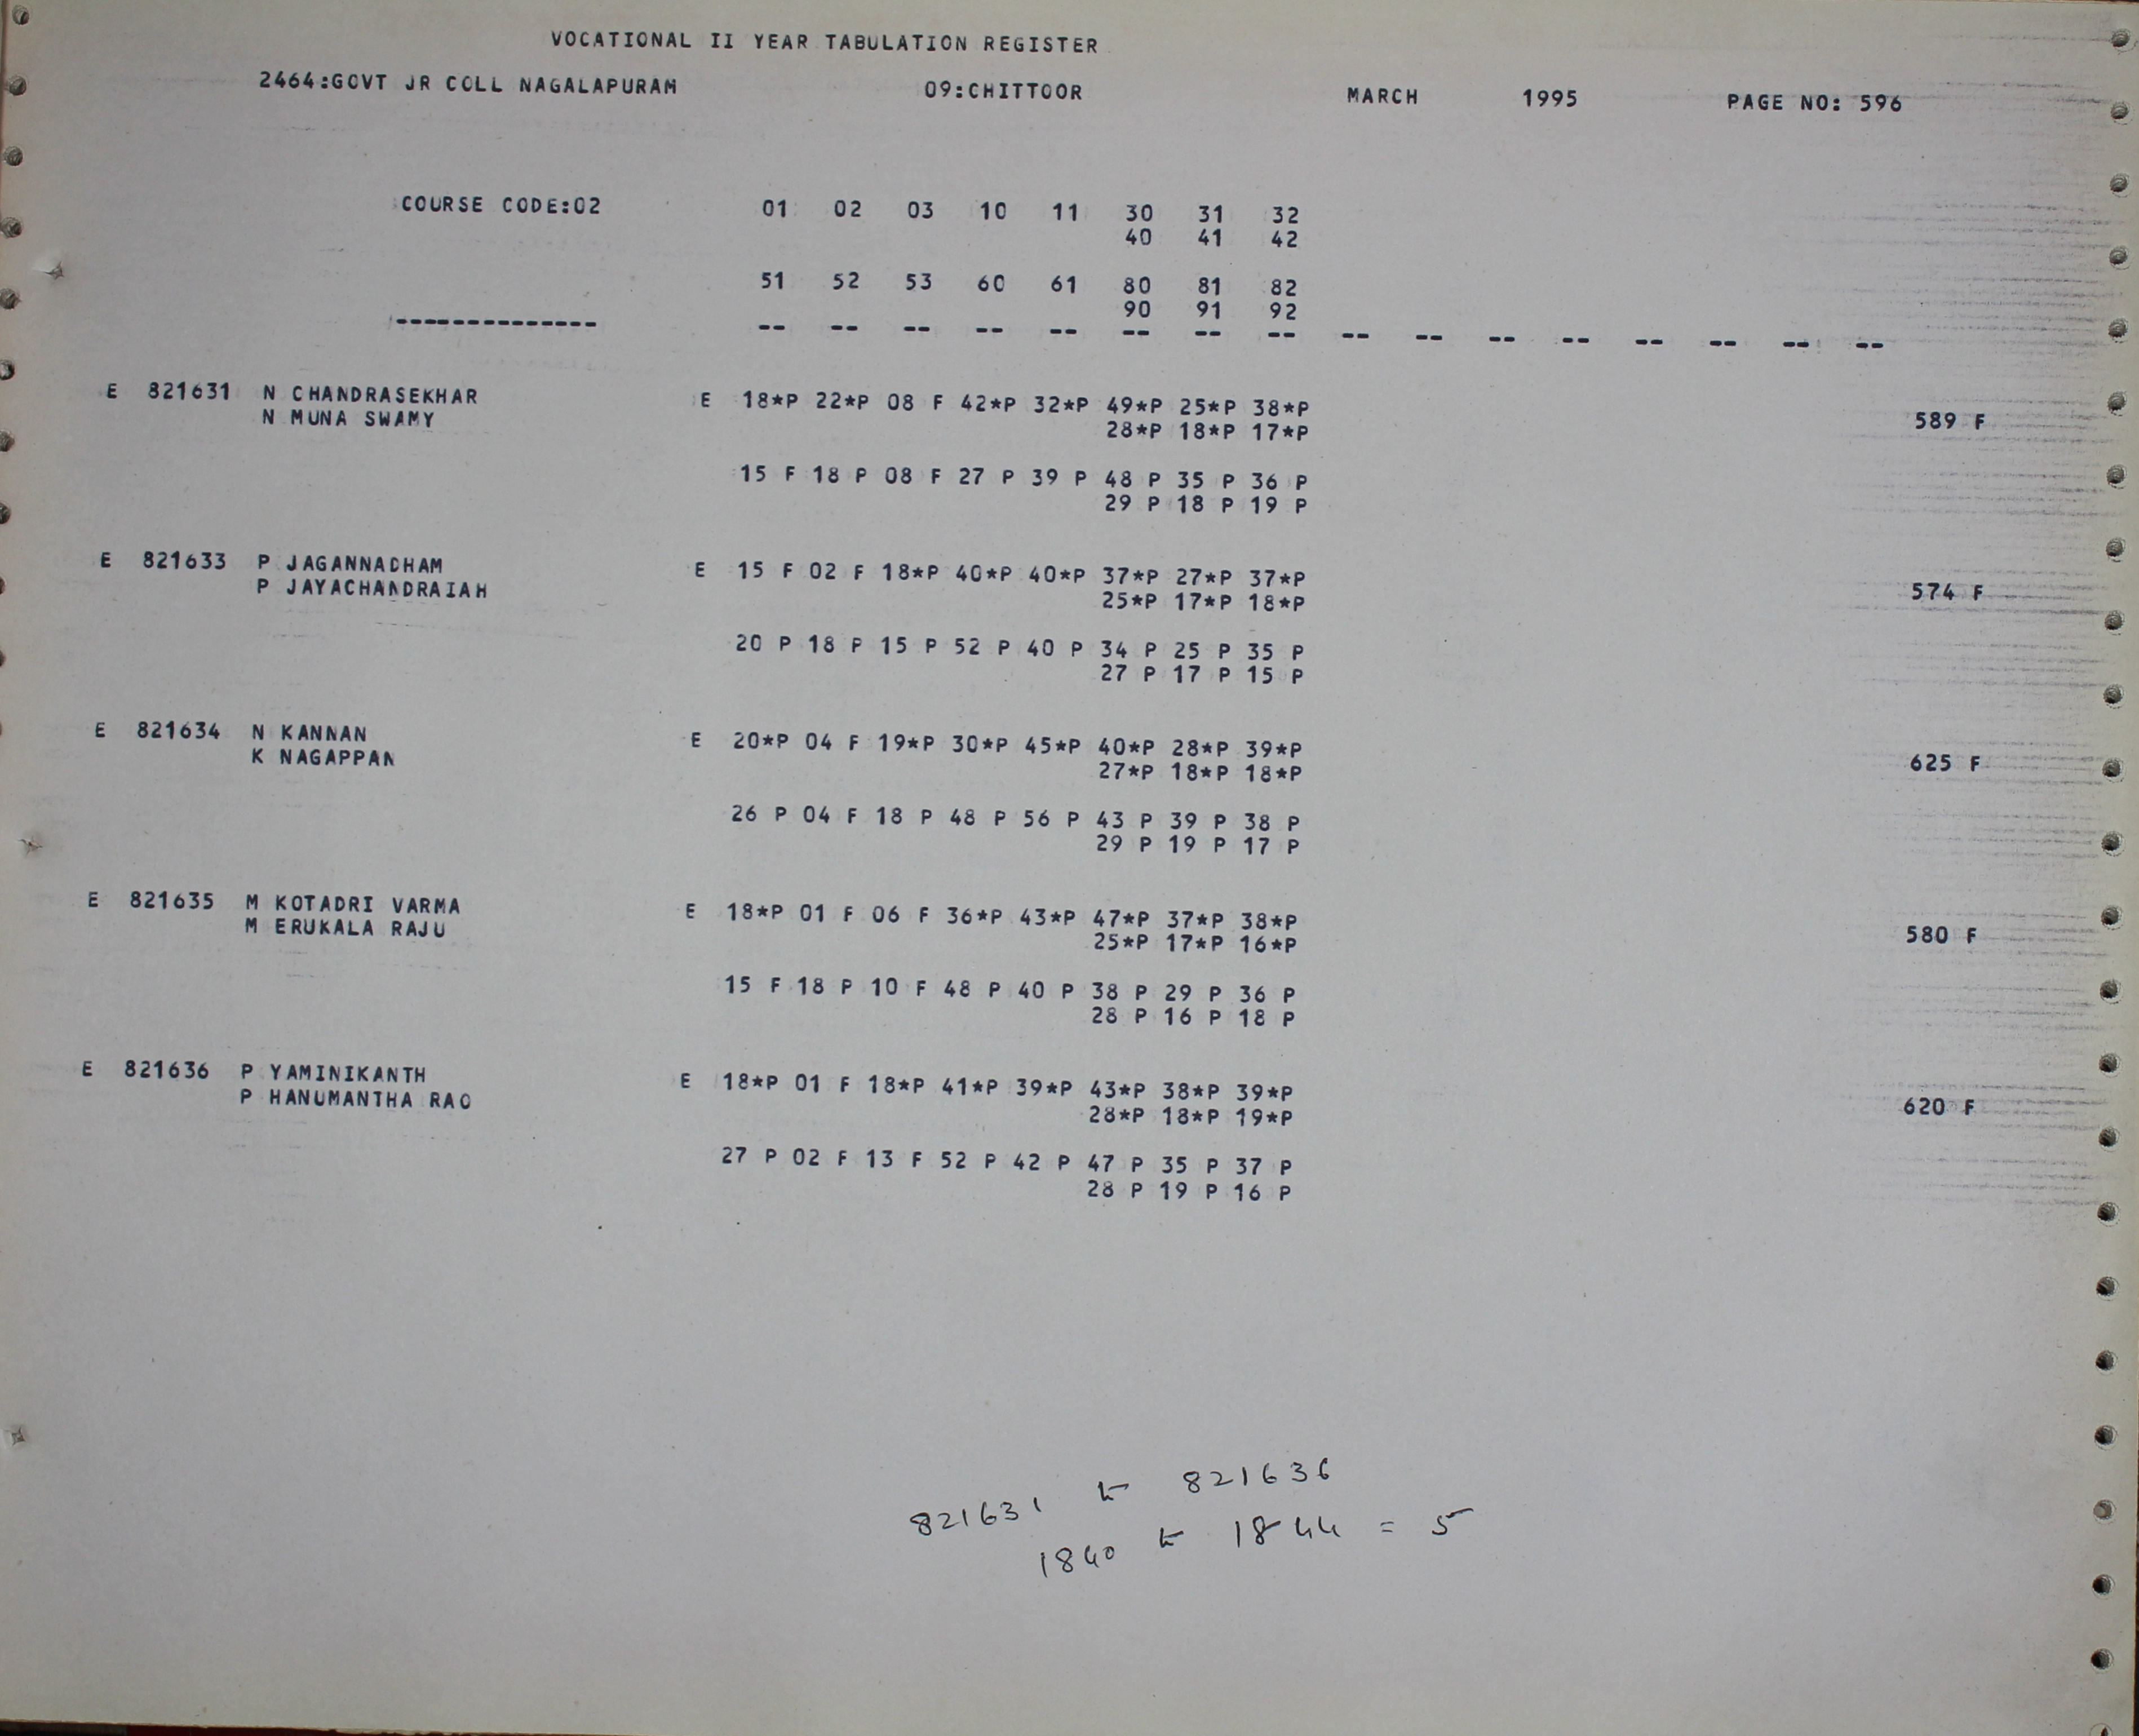 VOCATIONAL II YEAR TABULATION REGISTER
2464:GOVT JR COLL NAGALAPURAM 09:CHITTOOR MARCH 1995 PAGE NO: 596
COURSE CODE:02 01 02 03 10 11 30 31 32
40 41 42
51 52 53 60 61 80 81 82
90 91 92
-------------- -- -- -- -- -- -- -- -- -- -- -- -- -- -- -- --
E 821631 N CHANDRASEKHAR E 18*P 22*P 08 F 42*P 32*P 49*P 25*P 38*P
N MUNA SWAMY 28*P 18*P 17*P 589 F
15 F 18 P 08 F 27 P 39 P 48 P 35 P 36 P
29 P 18 P 19 P
E 821633 P JAGANNADHAM E 15 F 02 F 18*P 40*P 40*P 37*P 27*P 37*P
P JAYACHANDRAIAH 25*P 17*P 18*P 574 F
20 P 18 P 15 P 52 P 40 P 34 P 25 P 35 P
27 P 17 P 15 P
E 821634 N KANNAN E 20*P 04 F 19*P 30*P 45*P 40*P 28*P 39*P
K NAGAPPAN 27*P 18*P 18*P 625 F
26 P 04 F 18 P 48 P 56 P 43 P 39 P 38 P
29 P 19 P 17 P
E 821635 M KOTADRI VARMA E 18*P 01 F 06 F 36*P 43*P 47*P 37*P 38*P
M ERUKALA RAJU 25*P 17*P 16*P 580 F
15 F 18 P 10 F 48 P 40 P 38 P 29 P 36 P
28 P 16 P 18 P
E 821636 P YAMINIKANTH E 18*P 01 F 18*P 41*P 39*P 43*P 38*P 39*P
P HANUMANTHA RAO 28*P 18*P 19*P 620 F
27 P 02 F 13 F 52 P 42 P 47 P 35 P 37 P
28 P 19 P 16 P
821631 to 821636
1840 to 1844 = 5